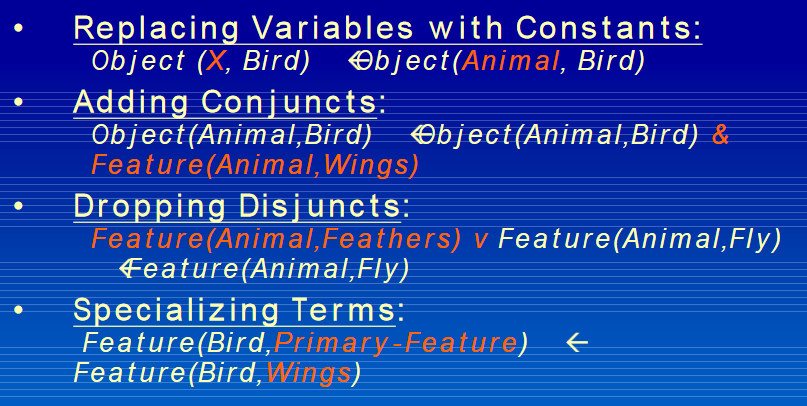 • Replacing Variables with Constants:
Object (X, Bird) ←Object(Animal, Bird)
• Adding Conjuncts:
Object(Animal,Bird) ←Object(Animal,Bird) &
Feature(Animal,Wings)
• Dropping Disjuncts:
Feature(Animal,Feathers) v Feature(Animal,Fly)
←Feature(Animal,Fly)
• Specializing Terms:
Feature(Bird,Primary-Feature) ←
Feature(Bird,Wings)